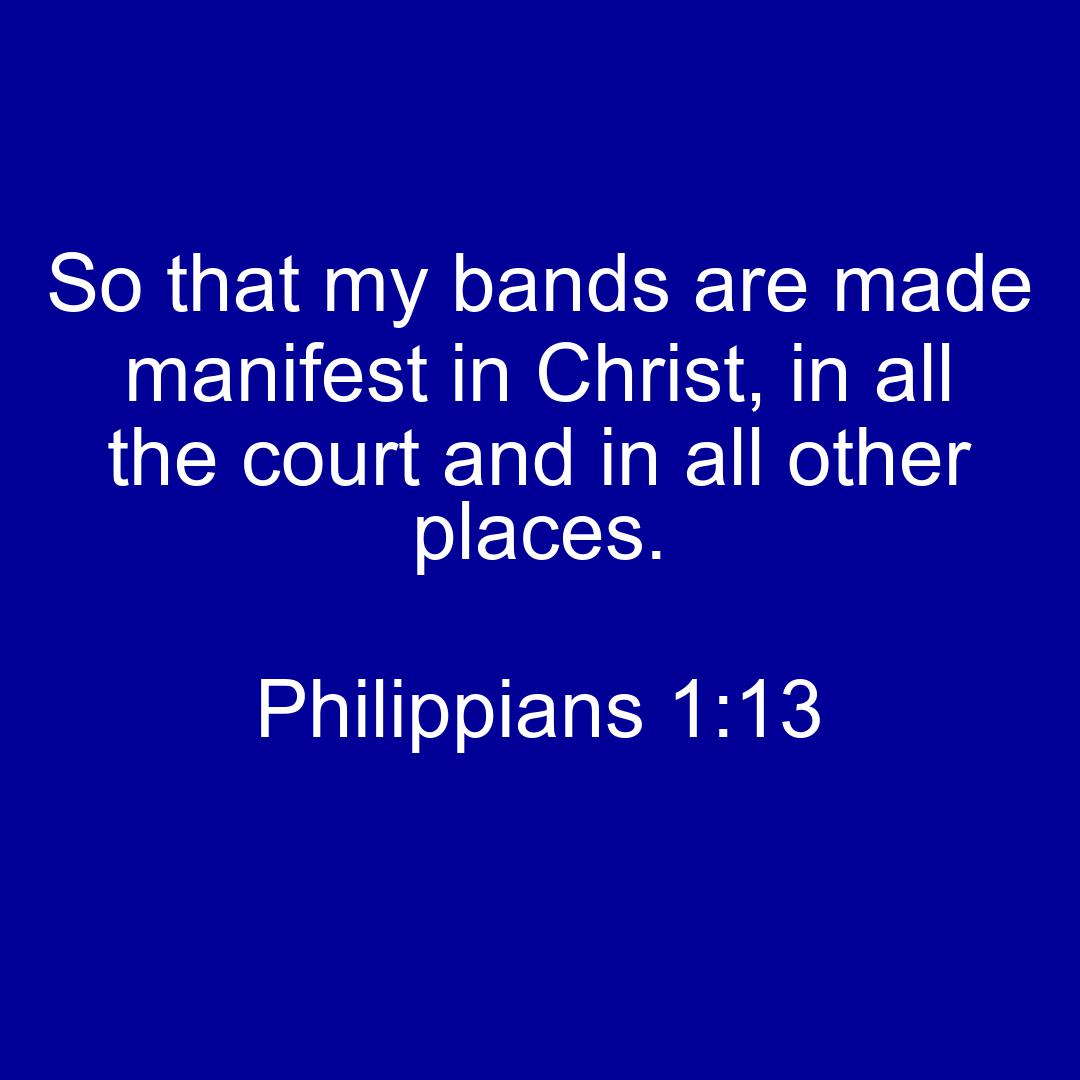 So that my bands are made
manifest in Christ, in all
the court and in all other
places.
Philippians 1:13